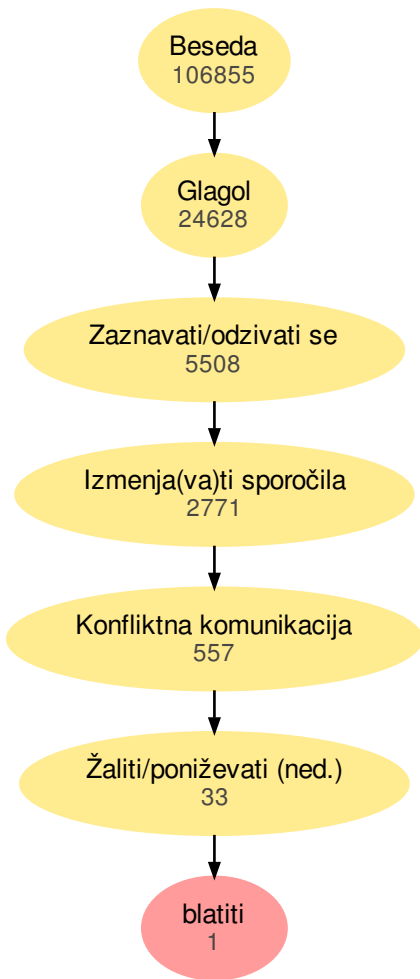 Beseda
106855
Glagol
24628
Zaznavati/odzivati se
5508
Izmenja(va)ti sporočila
2771
Konfliktna komunikacija
557
Žaliti/poniževati (ned.)
33
blatiti
1